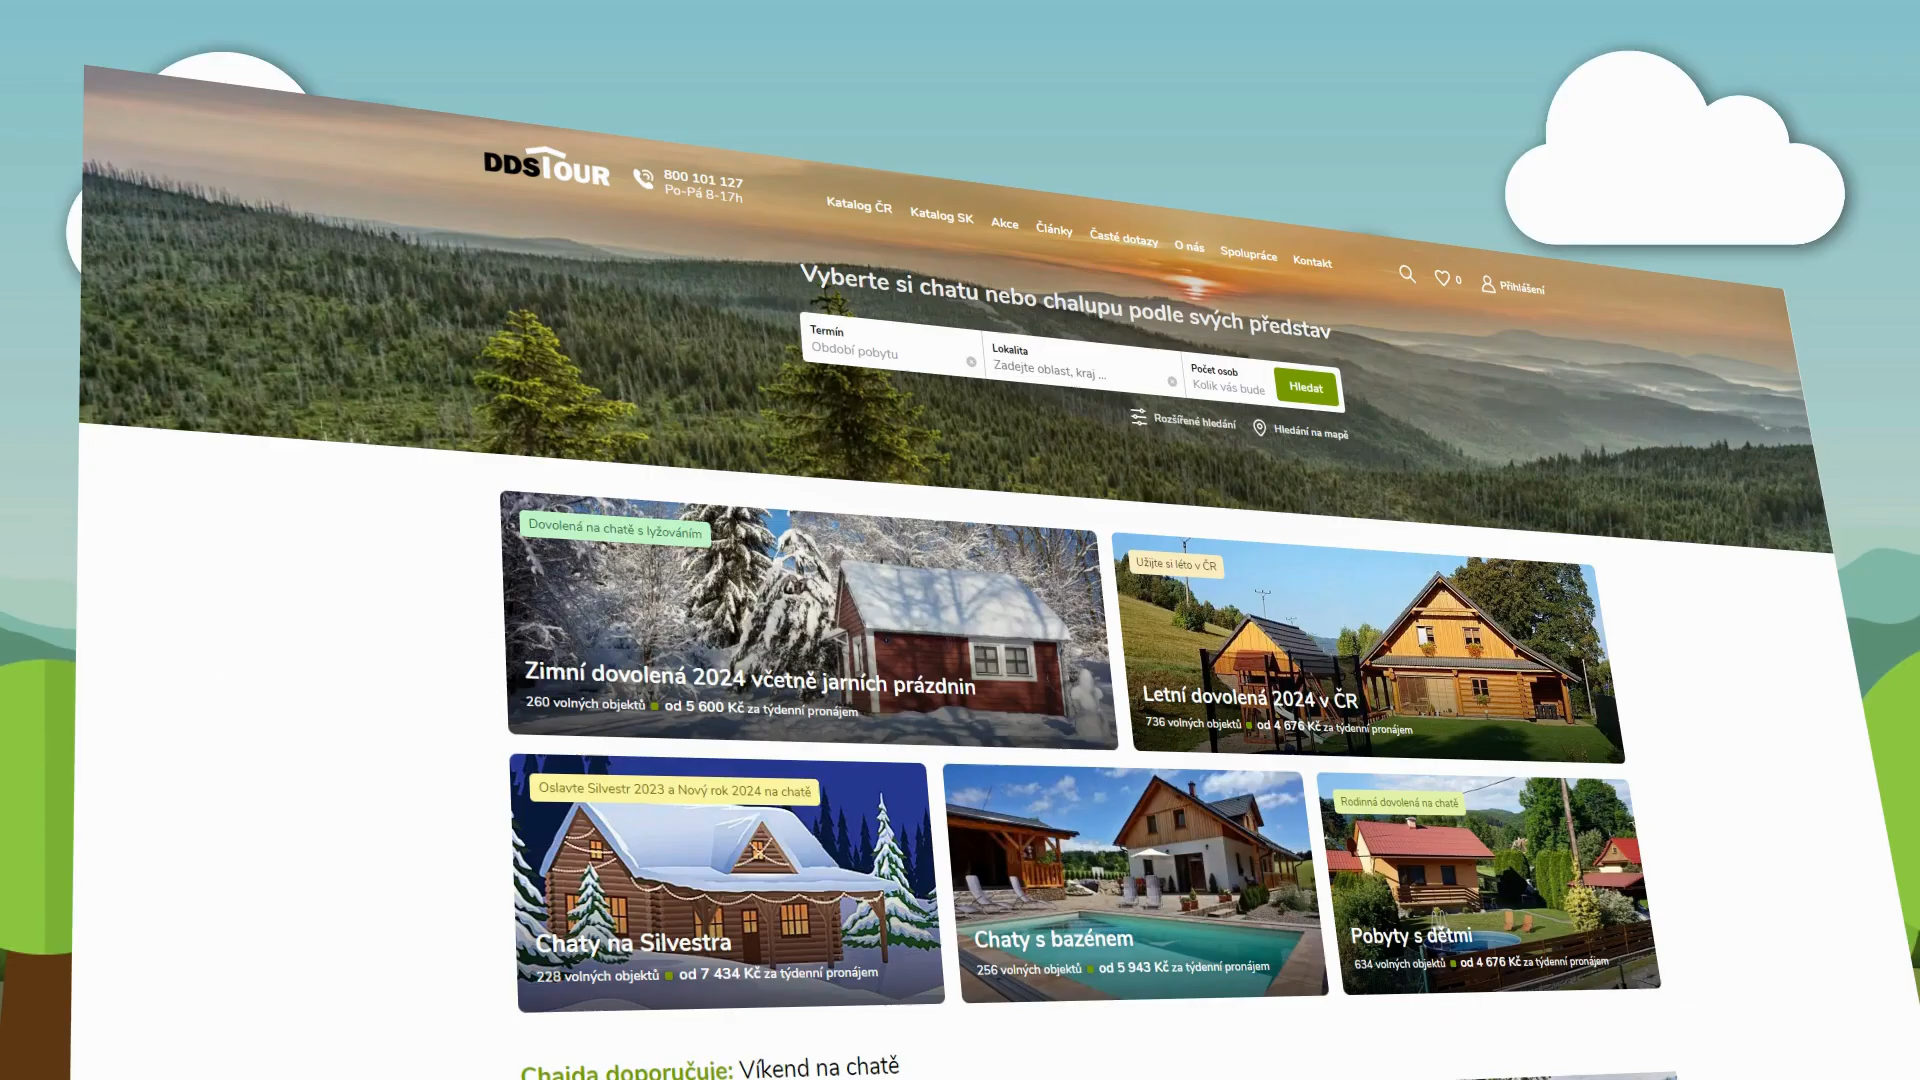 DDSTOUR
800 101 127
Po-Pá 8-17h
Katalog ČR Katalog SK Akce Články Časté dotazy O nás Spolupráce Kontakt
0 Přihlášení
Vyberte si chatu nebo chalupu podle svých představ
Termín
Období pobytu
Lokalita
Zadejte oblast, kraj ...
Počet osob
Kolik vás bude
Hledat
Rozšířené hledání Hledání na mapě
Dovolená na chatě s lyžováním
Zimní dovolená 2024 včetně jarních prázdnin
260 volných objektů od 5 600 Kč za týdenní pronájem
Užijte si léto v ČR
Letní dovolená 2024 v ČR
736 volných objektů od 4 676 Kč za týdenní pronájem
Oslavte Silvestr 2023 a Nový rok 2024 na chatě
Chaty na Silvestra
228 volných objektů od 7 434 Kč za týdenní pronájem
Chaty s bazénem
256 volných objektů od 5 943 Kč za týdenní pronájem
Rodinná dovolená na chatě
Pobyty s dětmi
634 volných objektů od 4 676 Kč za týdenní pronájem
Chajda doporučuje: Víkend na chatě